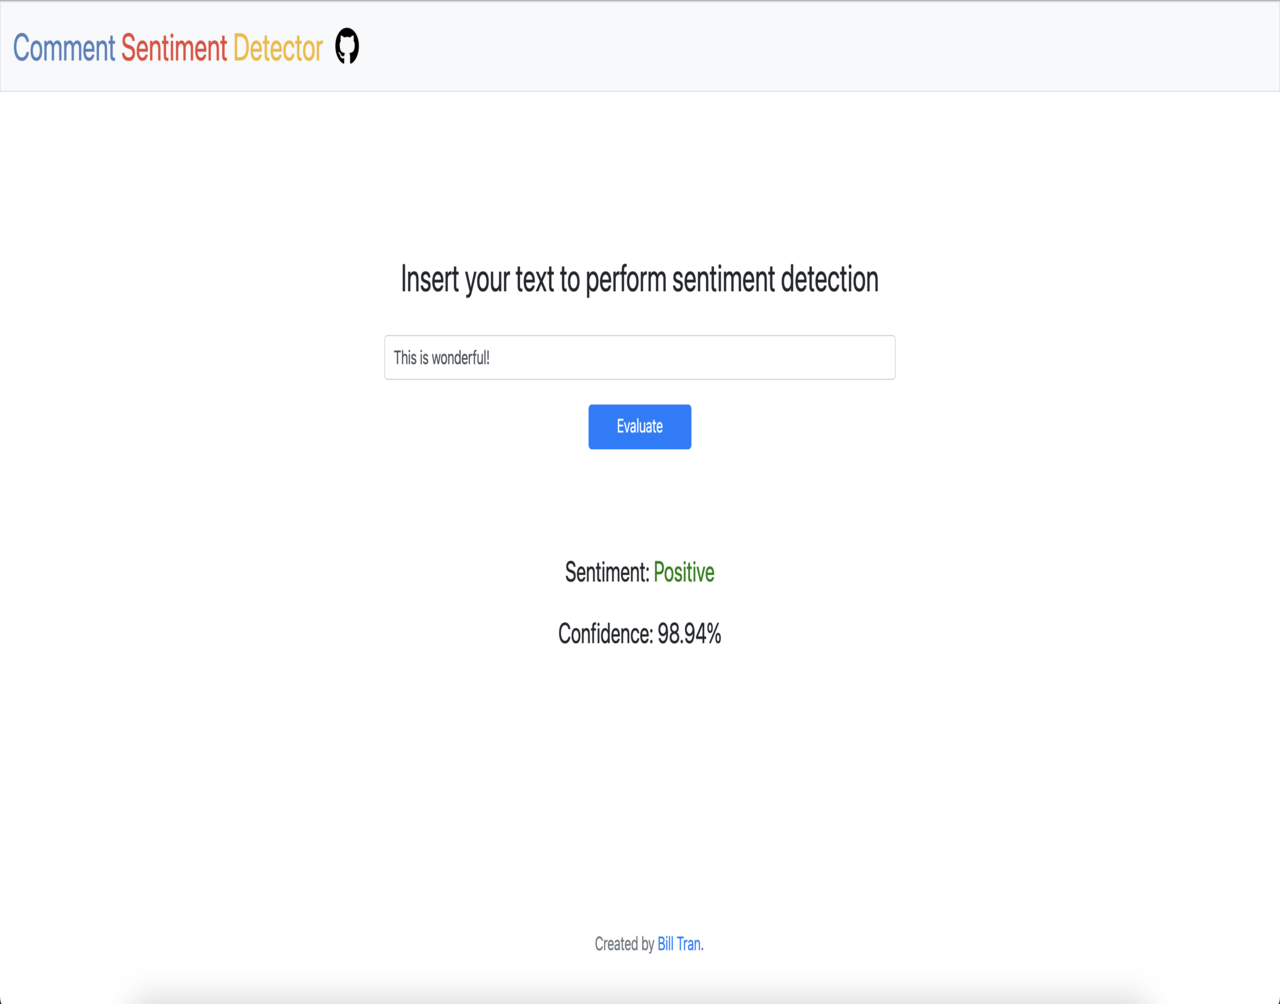 Comment Sentiment Detector
Insert your text to perform sentiment detection
This is wonderful!
Evaluate
Sentiment: Positive
Confidence: 98.94%
Created by Bill Tran.